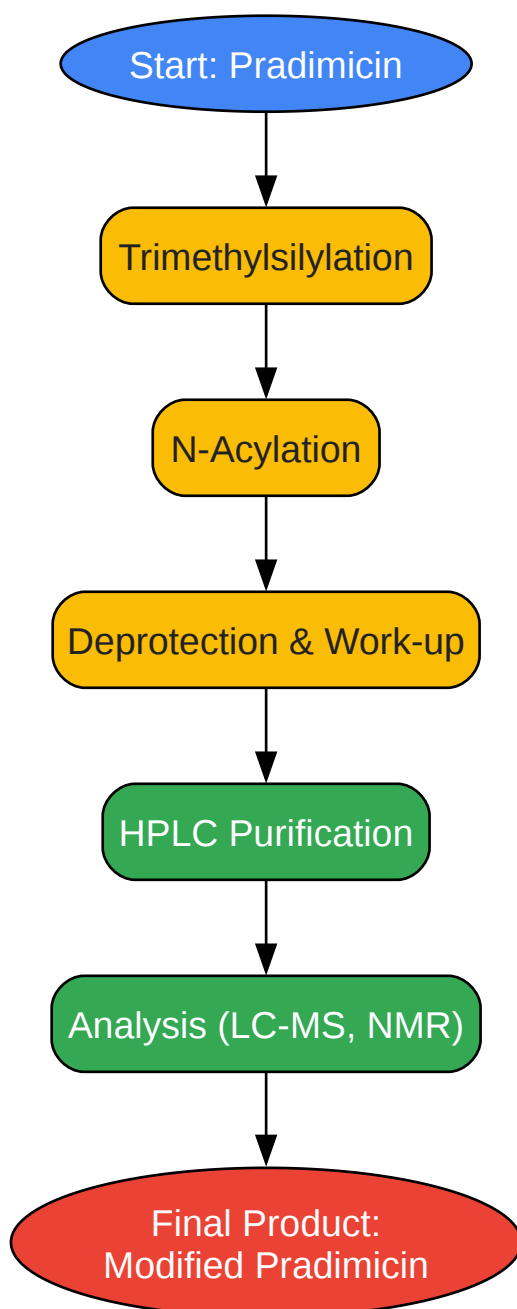 Start: Pradimicin
Trimethylsilylation
N-Acylation
Deprotection & Work-up
HPLC Purification
Analysis (LC-MS, NMR)
Final Product:
Modified Pradimicin